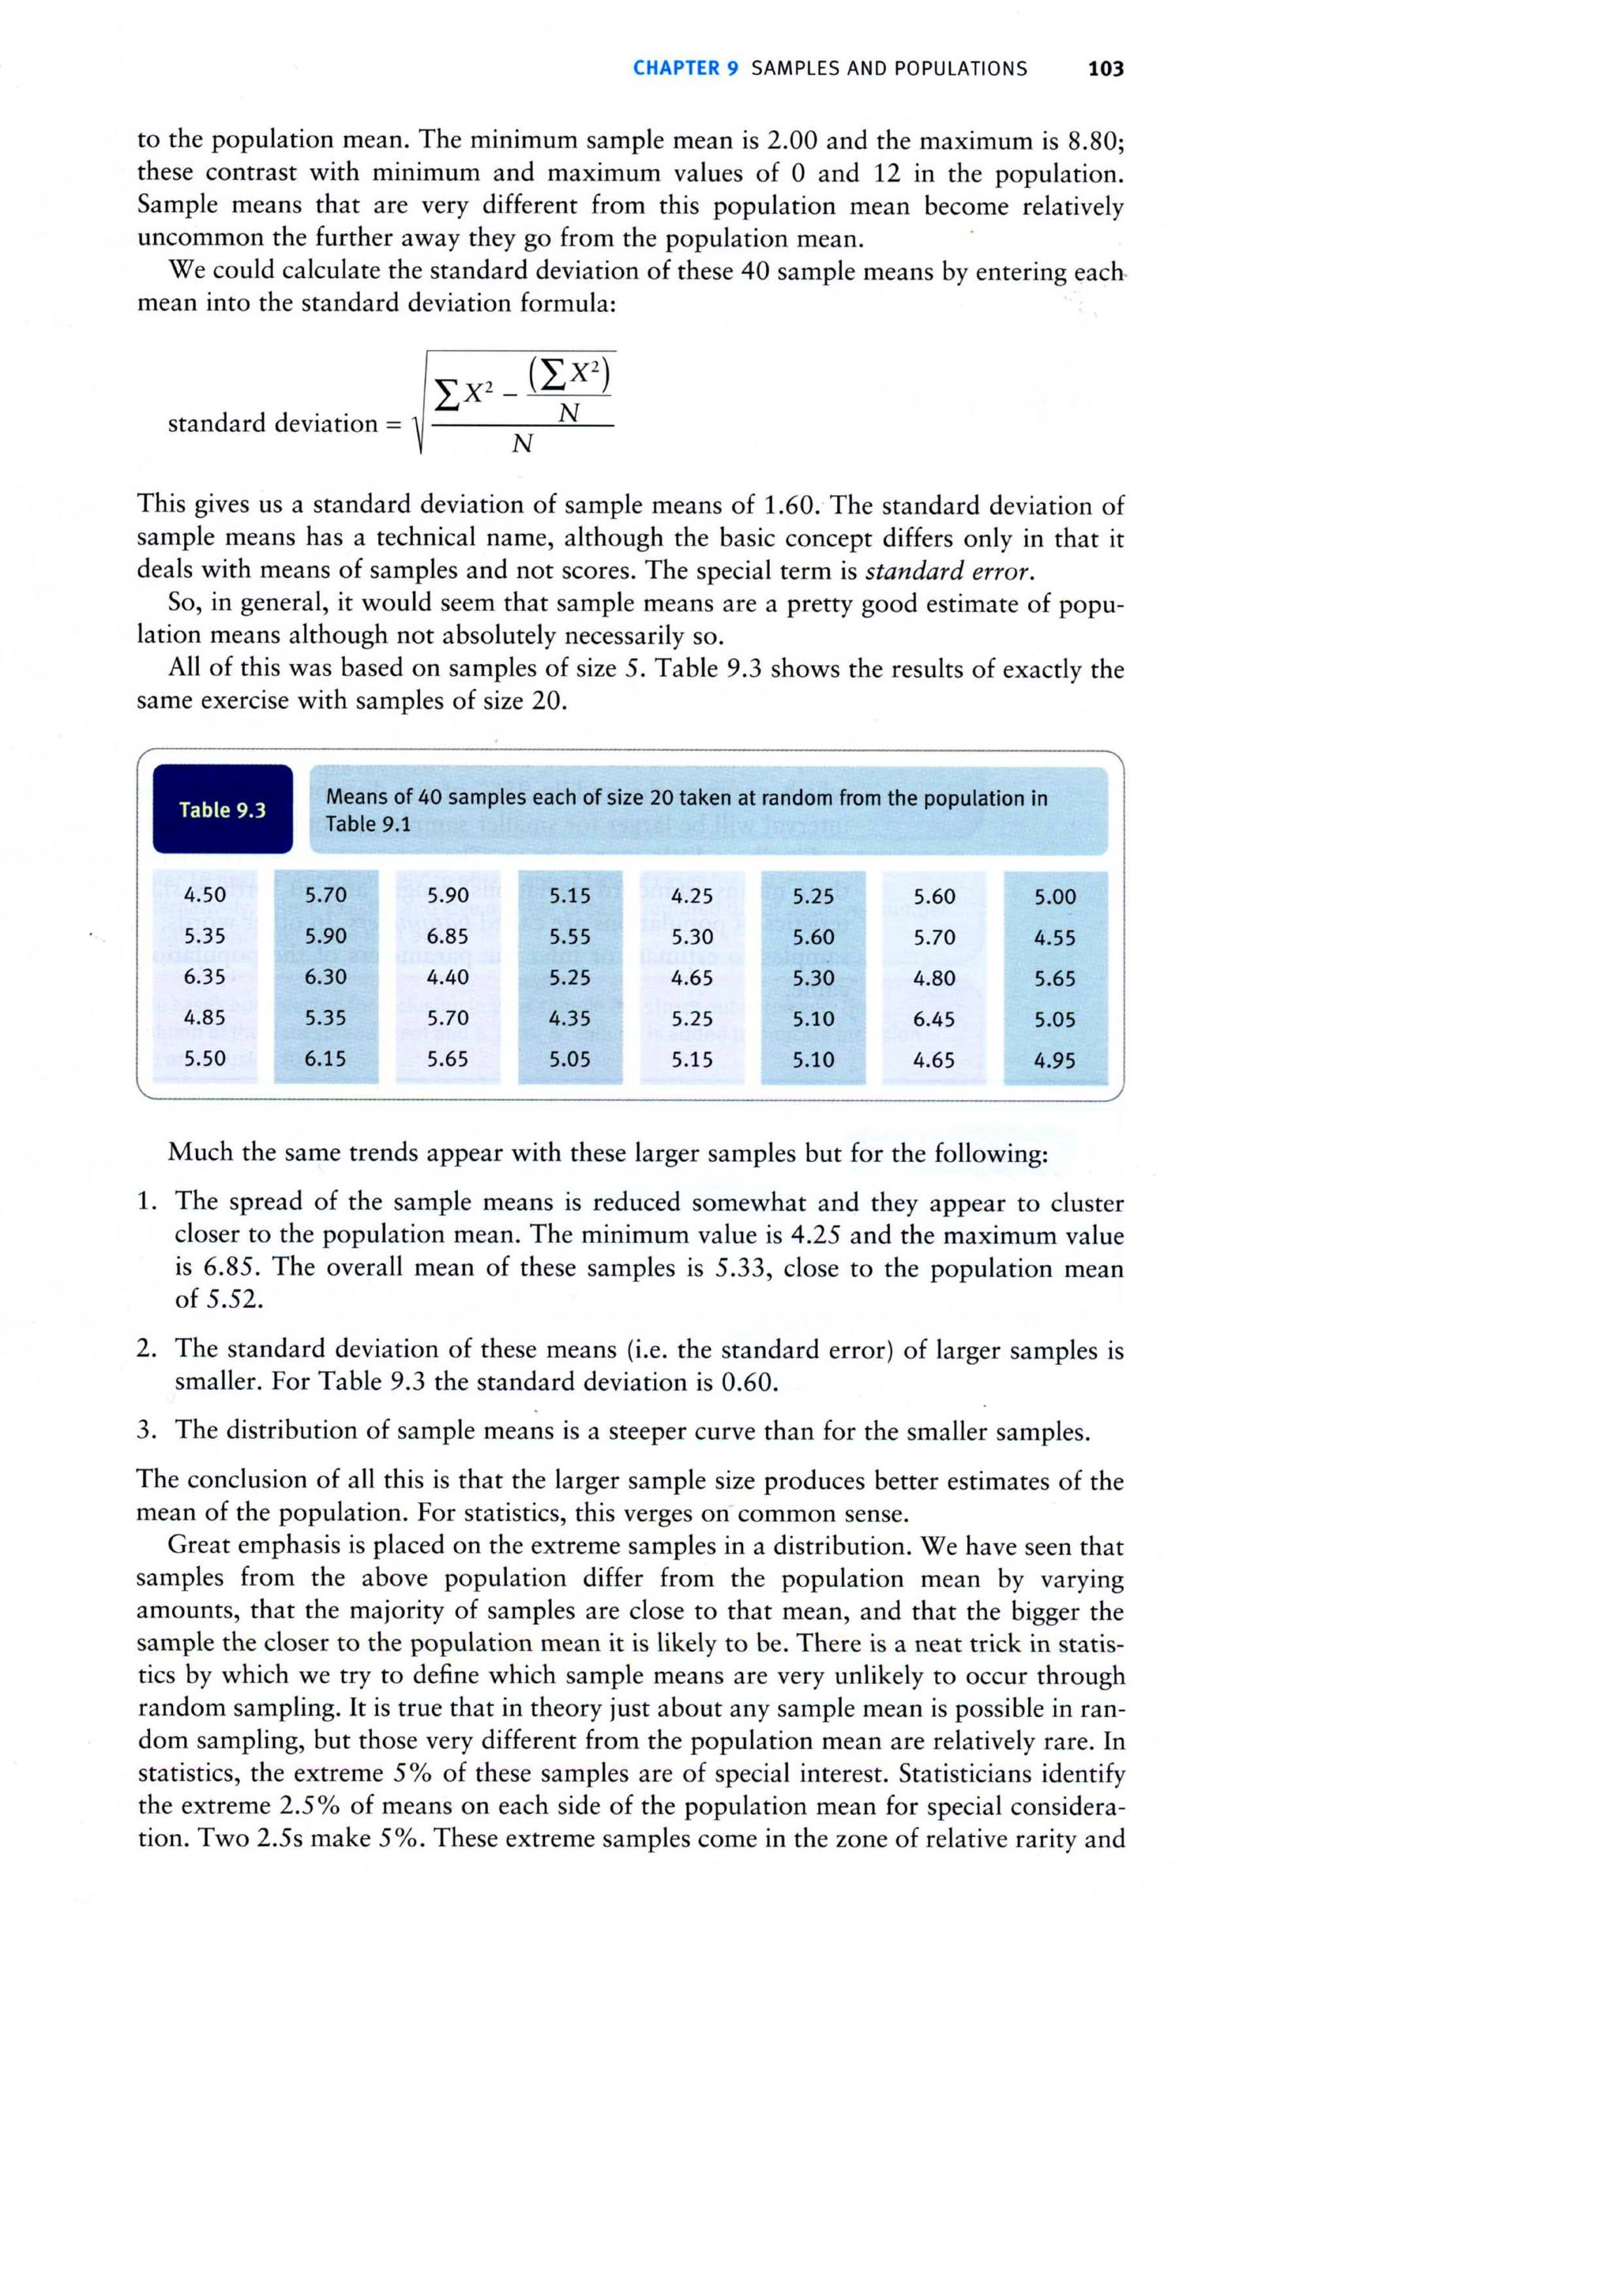 CHAPTER 9 SAMPLES AND POPULATIONS 103
to the population mean. The minimum sample mean is 2.00 and the maximum is 8.80;
these contrast with minimum and maximum values of 0 and 12 in the population.
Sample means that are very different from this population mean become relatively
uncommon the further away they go from the population mean.
We could calculate the standard deviation of these 40 sample means by entering each
mean into the standard deviation formula:
standard deviation = √((∑X² − (∑X²)/N)/N)
This gives us a standard deviation of sample means of 1.60. The standard deviation of
sample means has a technical name, although the basic concept differs only in that it
deals with means of samples and not scores. The special term is standard error.
So, in general, it would seem that sample means are a pretty good estimate of popu-
lation means although not absolutely necessarily so.
All of this was based on samples of size 5. Table 9.3 shows the results of exactly the
same exercise with samples of size 20.
Table 9.3
Means of 40 samples each of size 20 taken at random from the population in
Table 9.1
4.50 5.70 5.90 5.15 4.25 5.25 5.60 5.00
5.35 5.90 6.85 5.55 5.30 5.60 5.70 4.55
6.35 6.30 4.40 5.25 4.65 5.30 4.80 5.65
4.85 5.35 5.70 4.35 5.25 5.10 6.45 5.05
5.50 6.15 5.65 5.05 5.15 5.10 4.65 4.95
Much the same trends appear with these larger samples but for the following:
1. The spread of the sample means is reduced somewhat and they appear to cluster
closer to the population mean. The minimum value is 4.25 and the maximum value
is 6.85. The overall mean of these samples is 5.33, close to the population mean
of 5.52.
2. The standard deviation of these means (i.e. the standard error) of larger samples is
smaller. For Table 9.3 the standard deviation is 0.60.
3. The distribution of sample means is a steeper curve than for the smaller samples.
The conclusion of all this is that the larger sample size produces better estimates of the
mean of the population. For statistics, this verges on common sense.
Great emphasis is placed on the extreme samples in a distribution. We have seen that
samples from the above population differ from the population mean by varying
amounts, that the majority of samples are close to that mean, and that the bigger the
sample the closer to the population mean it is likely to be. There is a neat trick in statis-
tics by which we try to define which sample means are very unlikely to occur through
random sampling. It is true that in theory just about any sample mean is possible in ran-
dom sampling, but those very different from the population mean are relatively rare. In
statistics, the extreme 5% of these samples are of special interest. Statisticians identify
the extreme 2.5% of means on each side of the population mean for special considera-
tion. Two 2.5s make 5%. These extreme samples come in the zone of relative rarity and